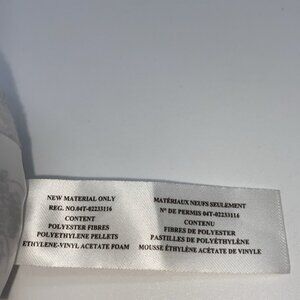 NEW MATERIAL ONLY
REG. NO.04T-02233116
CONTENT
POLYESTER FIBRES
POLYETHYLENE PELLETS
ETHYLENE-VINYL ACETATE FOAM
MATÉRIAUX NEUFS SEULEMENT
Nº DE PERMIS 04T-02233116
CONTENU
FIBRES DE POLYESTER
PASTILLES DE POLYÉTHYLÈNE
MOUSSE ÉTHYLÈNE ACÉTATE DE VINYLE